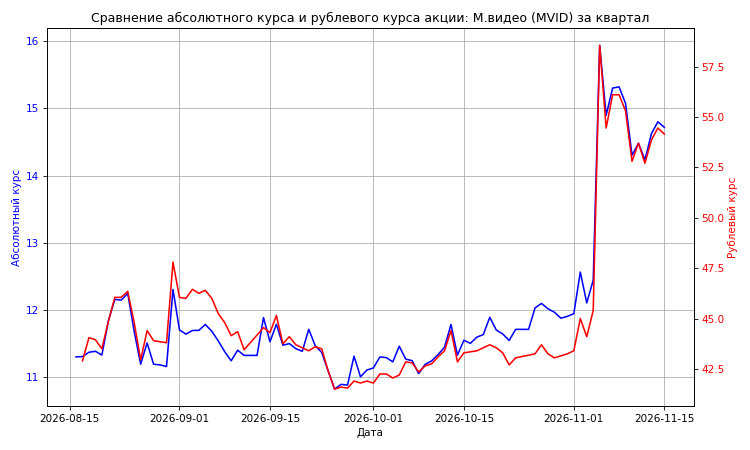 Сравнение абсолютного курса и рублевого курса акции: М.видео (MVID) за квартал
16
15
14
13
12
11
Абсолютный курс
57.5
55.0
52.5
50.0
47.5
45.0
42.5
Рублевый курс
2026-08-15 2026-09-01 2026-09-15 2026-10-01 2026-10-15 2026-11-01 2026-11-15
Дата